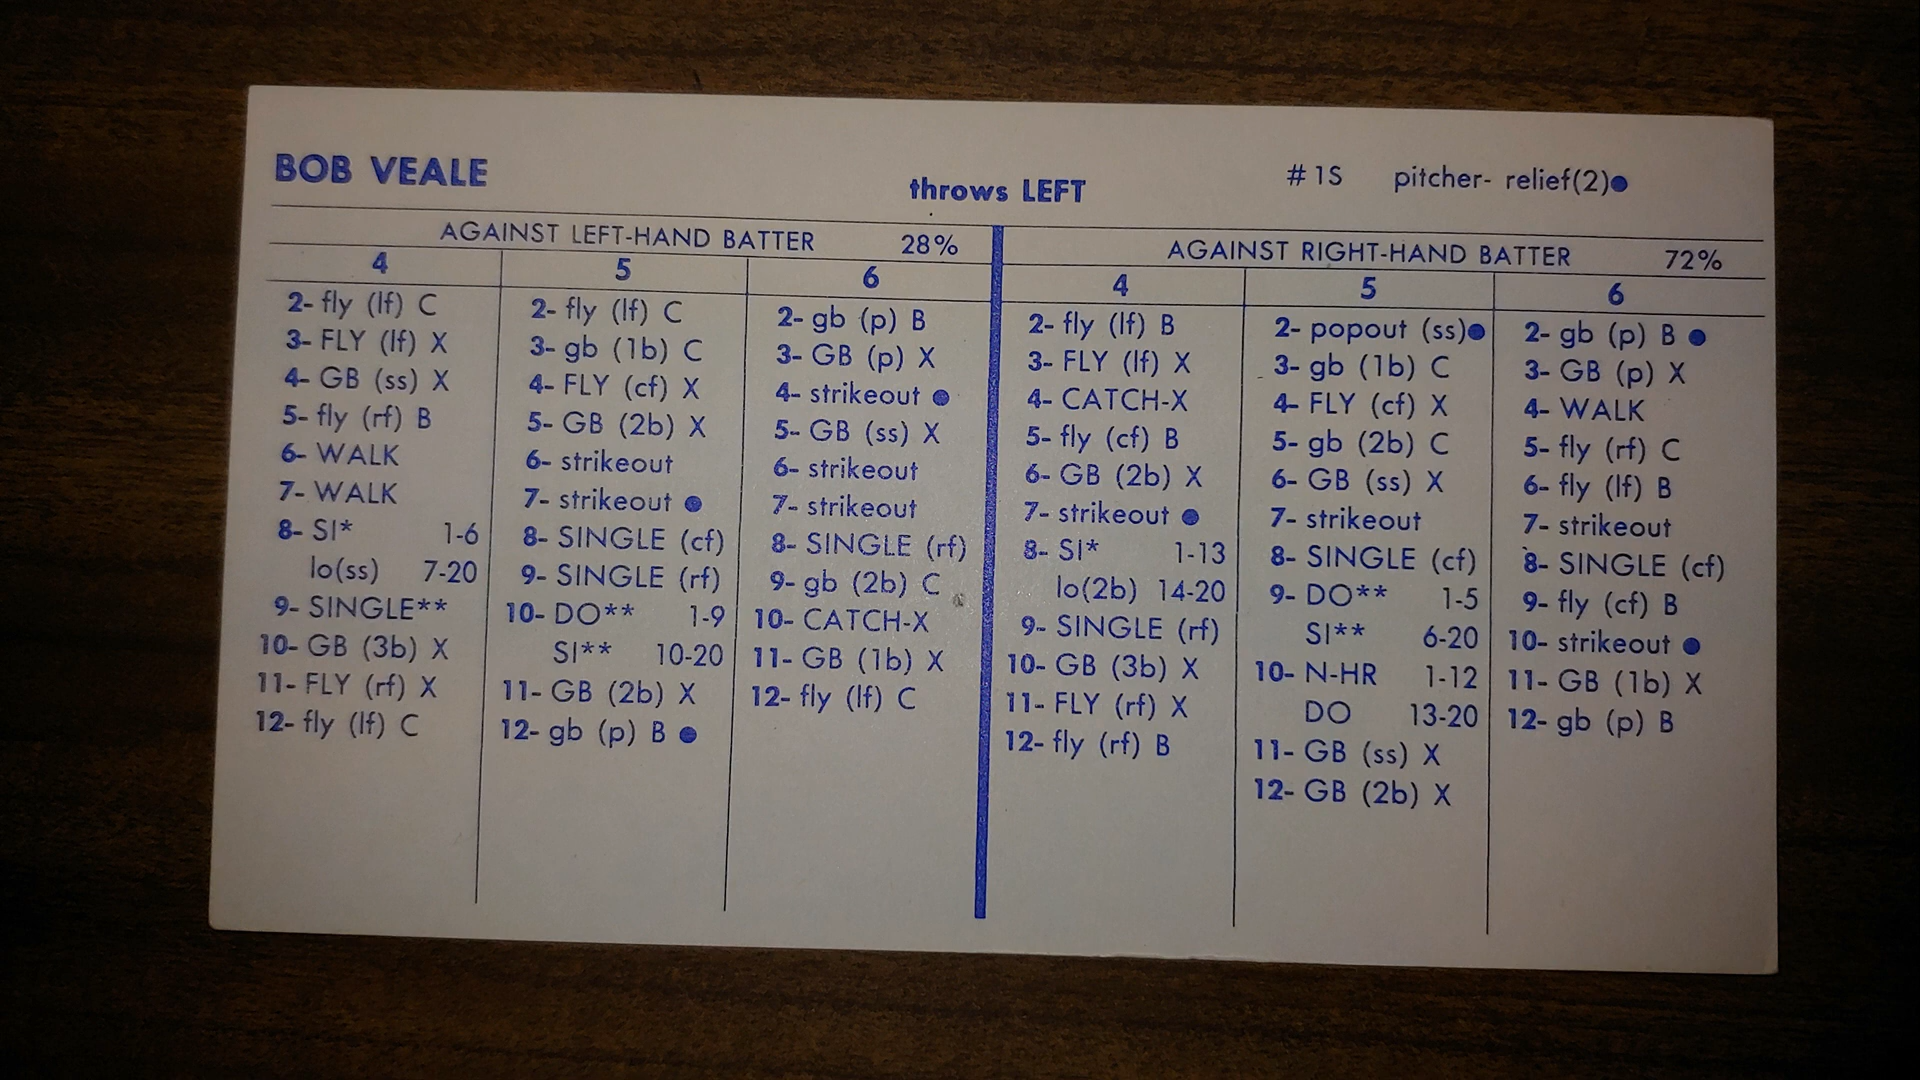 BOB VEALE
throws LEFT
#1S pitcher- relief(2)●
AGAINST LEFT-HAND BATTER 28%
4
2- fly (lf) C
3- FLY (lf) X
4- GB (ss) X
5- fly (rf) B
6- WALK
7- WALK
8- SI* 1-6
lo(ss) 7-20
9- SINGLE**
10- GB (3b) X
11- FLY (rf) X
12- fly (lf) C
5
2- fly (lf) C
3- gb (1b) C
4- FLY (cf) X
5- GB (2b) X
6- strikeout
7- strikeout ●
8- SINGLE (cf)
9- SINGLE (rf)
10- DO** 1-9
SI** 10-20
11- GB (2b) X
12- gb (p) B ●
6
2- gb (p) B
3- GB (p) X
4- strikeout ●
5- GB (ss) X
6- strikeout
7- strikeout
8- SINGLE (rf)
9- gb (2b) C
10- CATCH-X
11- GB (1b) X
12- fly (lf) C
AGAINST RIGHT-HAND BATTER 72%
4
2- fly (lf) B
3- FLY (lf) X
4- CATCH-X
5- fly (cf) B
6- GB (2b) X
7- strikeout ●
8- SI* 1-13
lo(2b) 14-20
9- SINGLE (rf)
10- GB (3b) X
11- FLY (rf) X
12- fly (rf) B
5
2- popout (ss)●
3- gb (1b) C
4- FLY (cf) X
5- gb (2b) C
6- GB (ss) X
7- strikeout
8- SINGLE (cf)
9- DO** 1-5
SI** 6-20
10- N-HR 1-12
DO 13-20
11- GB (ss) X
12- GB (2b) X
6
2- gb (p) B ●
3- GB (p) X
4- WALK
5- fly (rf) C
6- fly (lf) B
7- strikeout
8- SINGLE (cf)
9- fly (cf) B
10- strikeout ●
11- GB (1b) X
12- gb (p) B